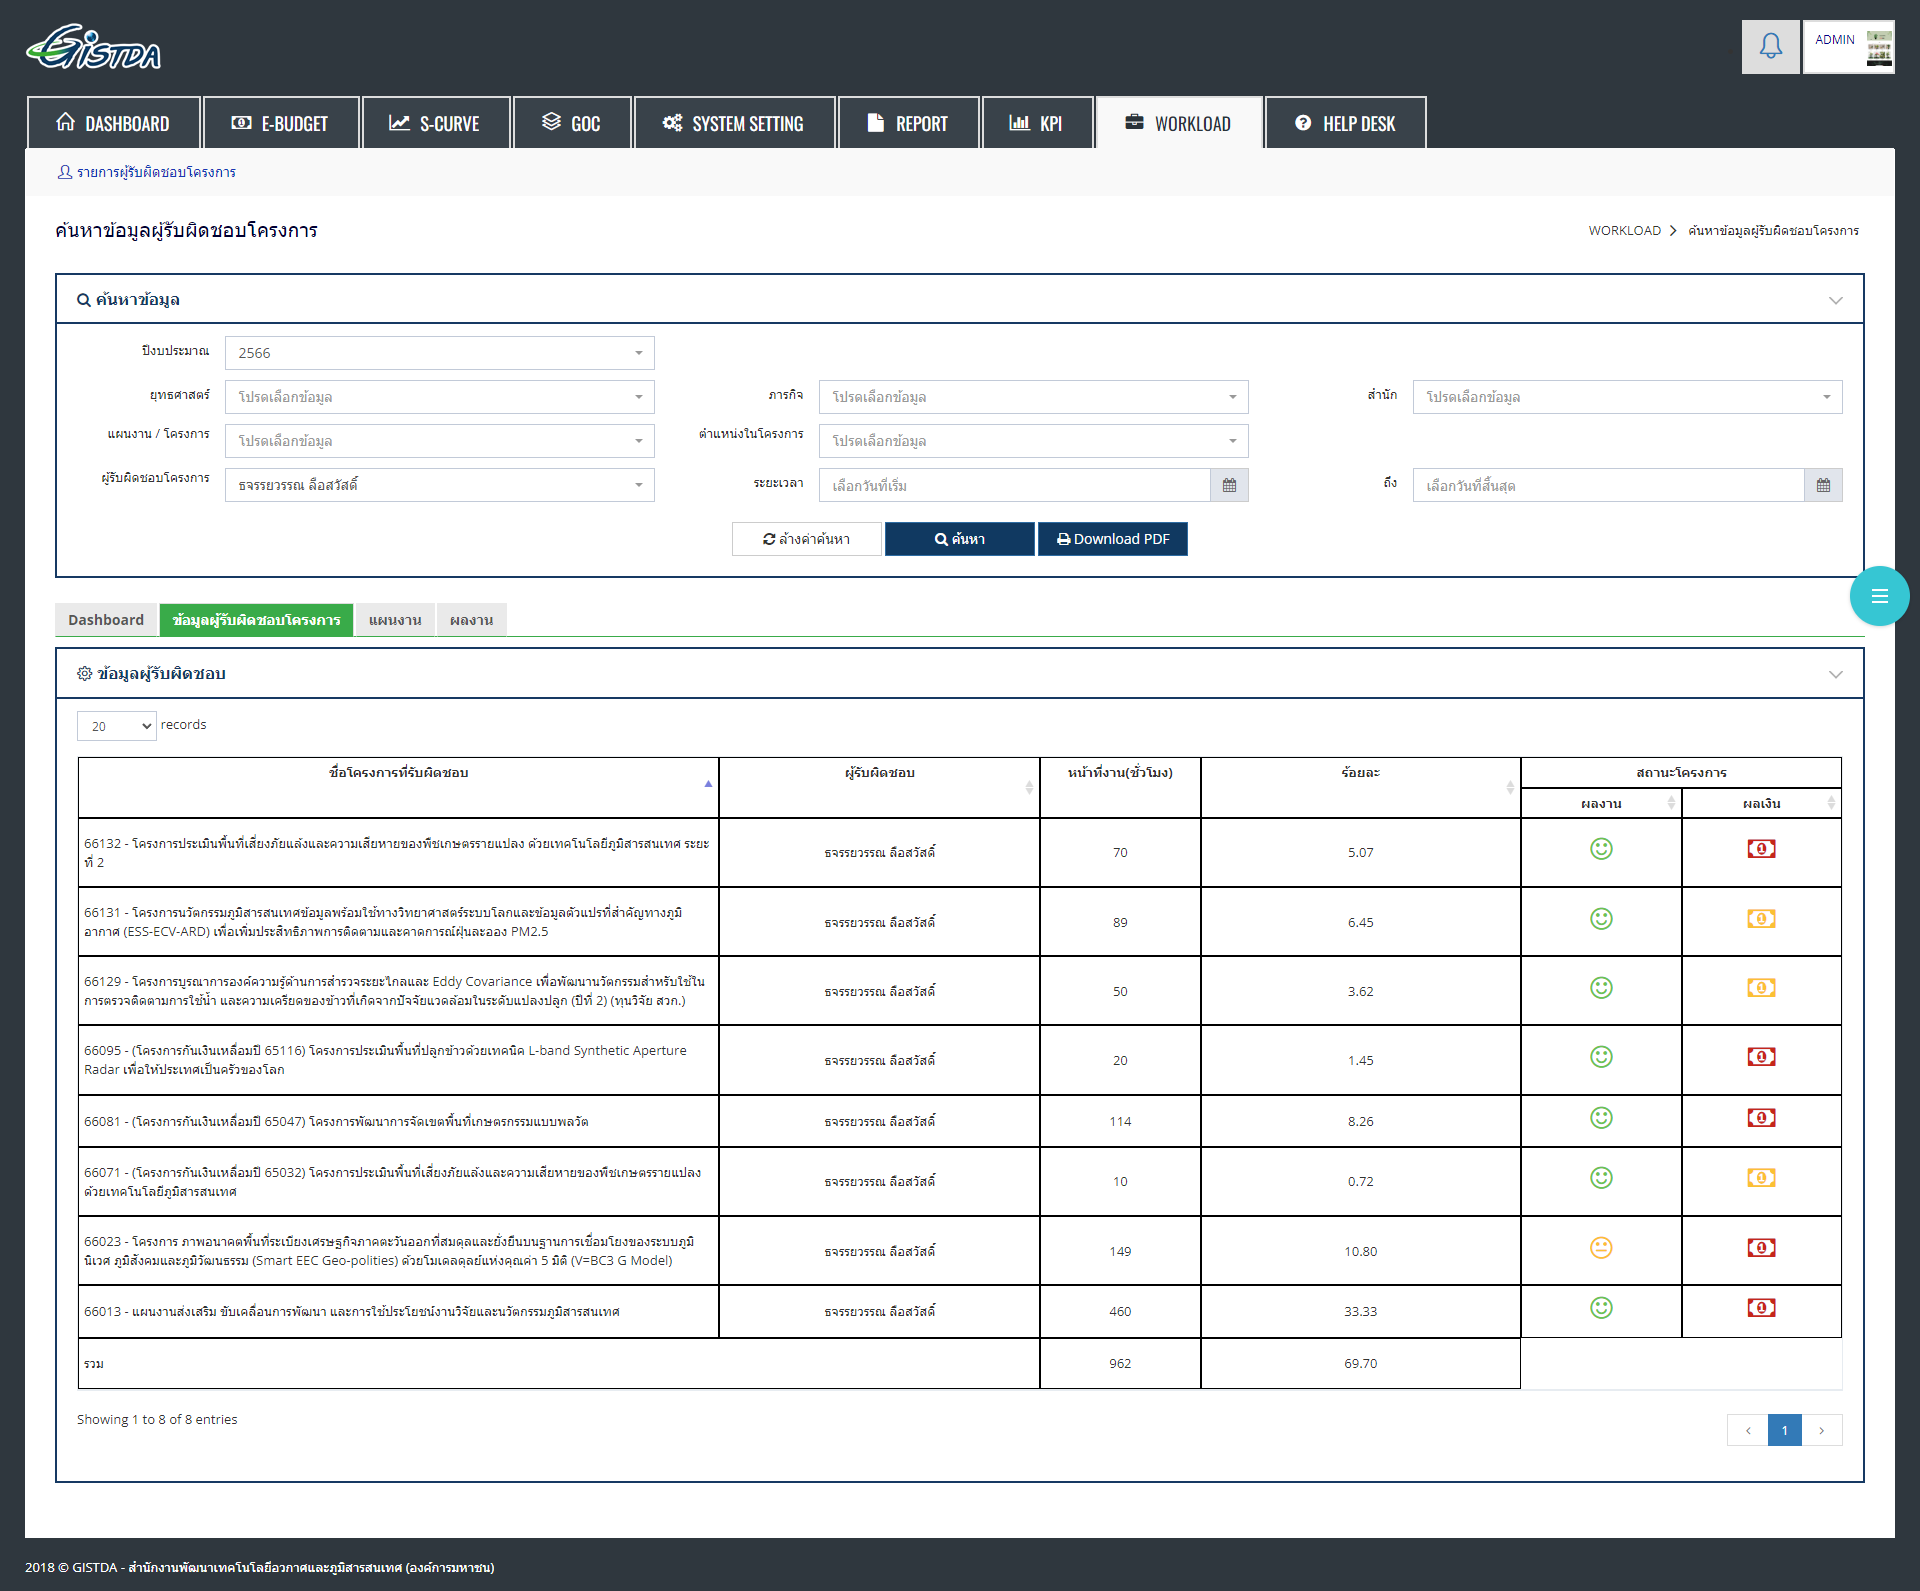 GISTDA
ADMIN
DASHBOARD
E-BUDGET
S-CURVE
GOC
SYSTEM SETTING
REPORT
KPI
WORKLOAD
HELP DESK
รายการผู้รับผิดชอบโครงการ
ค้นหาข้อมูลผู้รับผิดชอบโครงการ
WORKLOAD > ค้นหาข้อมูลผู้รับผิดชอบโครงการ
ค้นหาข้อมูล
ปีงบประมาณ 2566
ยุทธศาสตร์ โปรดเลือกข้อมูล ภารกิจ โปรดเลือกข้อมูล สำนัก โปรดเลือกข้อมูล
แผนงาน / โครงการ โปรดเลือกข้อมูล ตำแหน่งในโครงการ โปรดเลือกข้อมูล
ผู้รับผิดชอบโครงการ ธจรรยวรรณ ลือสวัสดิ์ ระยะเวลา เลือกวันที่เริ่ม ถึง เลือกวันที่สิ้นสุด
ล้างค่าค้นหา ค้นหา Download PDF
Dashboard ข้อมูลผู้รับผิดชอบโครงการ แผนงาน ผลงาน
ข้อมูลผู้รับผิดชอบ
20 records
ชื่อโครงการที่รับผิดชอบ ผู้รับผิดชอบ หน้าที่งาน(ชั่วโมง) ร้อยละ สถานะโครงการ
ผลงาน ผลเงิน
66132 - โครงการประเมินพื้นที่เสี่ยงภัยแล้งและความเสียหายของพืชเกษตรรายแปลง ด้วยเทคโนโลยีภูมิสารสนเทศ ระยะ
ที่ 2
ธจรรยวรรณ ลือสวัสดิ์ 70 5.07
66131 - โครงการนวัตกรรมภูมิสารสนเทศข้อมูลพร้อมใช้ทางวิทยาศาสตร์ระบบโลกและข้อมูลตัวแปรที่สำคัญทางภูมิ
อากาศ (ESS-ECV-ARD) เพื่อเพิ่มประสิทธิภาพการติดตามและคาดการณ์ฝุ่นละออง PM2.5
ธจรรยวรรณ ลือสวัสดิ์ 89 6.45
66129 - โครงการบูรณาการองค์ความรู้ด้านการสำรวจระยะไกลและ Eddy Covariance เพื่อพัฒนานวัตกรรมสำหรับใช้ใน
การตรวจติดตามการใช้น้ำ และความเครียดของข้าวที่เกิดจากปัจจัยแวดล้อมในระดับแปลงปลูก (ปีที่ 2) (ทุนวิจัย สวก.)
ธจรรยวรรณ ลือสวัสดิ์ 50 3.62
66095 - (โครงการกันเงินเหลื่อมปี 65116) โครงการประเมินพื้นที่ปลูกข้าวด้วยเทคนิค L-band Synthetic Aperture
Radar เพื่อให้ประเทศเป็นครัวของโลก
ธจรรยวรรณ ลือสวัสดิ์ 20 1.45
66081 - (โครงการกันเงินเหลื่อมปี 65047) โครงการพัฒนาการจัดเขตพื้นที่เกษตรกรรมแบบพลวัต
ธจรรยวรรณ ลือสวัสดิ์ 114 8.26
66071 - (โครงการกันเงินเหลื่อมปี 65032) โครงการประเมินพื้นที่เสี่ยงภัยแล้งและความเสียหายของพืชเกษตรรายแปลง
ด้วยเทคโนโลยีภูมิสารสนเทศ
ธจรรยวรรณ ลือสวัสดิ์ 10 0.72
66023 - โครงการ ภาพอนาคตพื้นที่ระเบียงเศรษฐกิจภาคตะวันออกที่สมดุลและยั่งยืนบนฐานการเชื่อมโยงของระบบภูมิ
นิเวศ ภูมิสังคมและภูมิวัฒนธรรม (Smart EEC Geo-polities) ด้วยโมเดลดุลย์แห่งคุณค่า 5 มิติ (V=BC3 G Model)
ธจรรยวรรณ ลือสวัสดิ์ 149 10.80
66013 - แผนงานส่งเสริม ขับเคลื่อนการพัฒนา และการใช้ประโยชน์งานวิจัยและนวัตกรรมภูมิสารสนเทศ
ธจรรยวรรณ ลือสวัสดิ์ 460 33.33
รวม 962 69.70
Showing 1 to 8 of 8 entries
1
2018 © GISTDA - สำนักงานพัฒนาเทคโนโลยีอวกาศและภูมิสารสนเทศ (องค์การมหาชน)